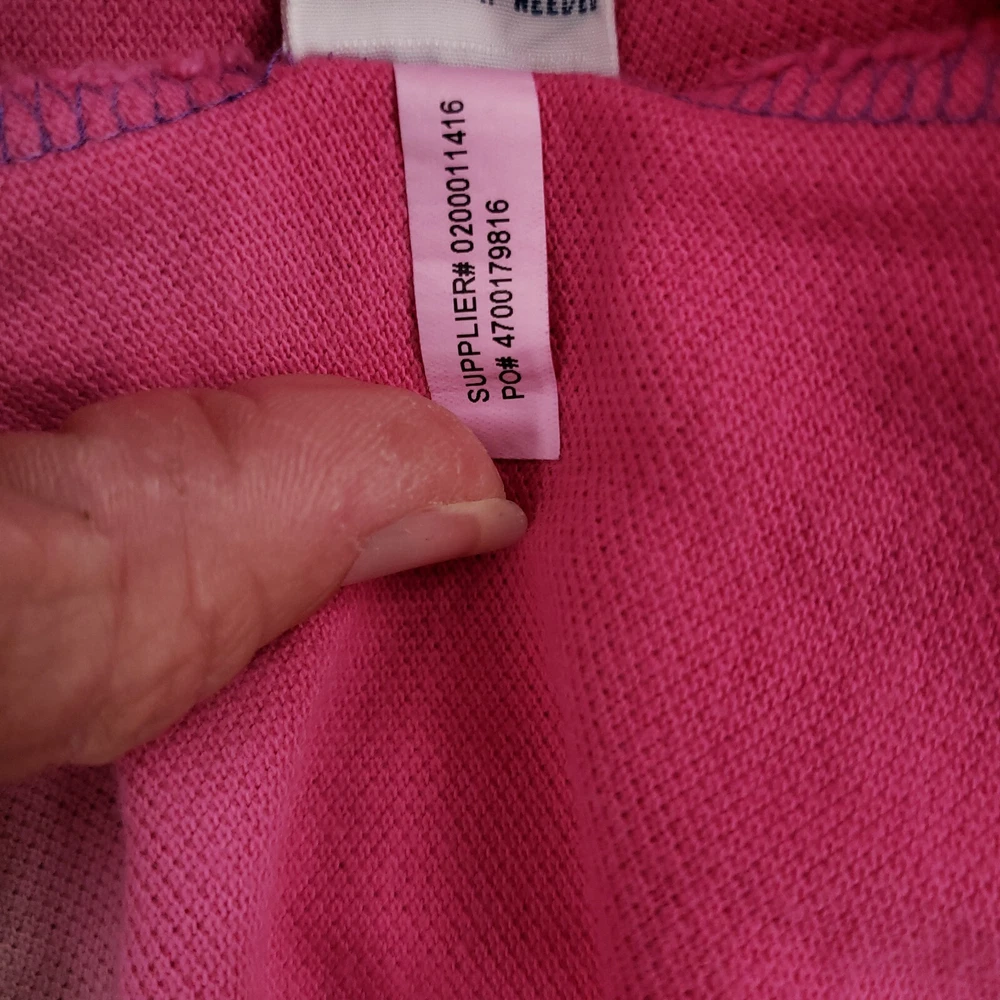 NEEDED
SUPPLIER# 0200011416
PO# 4700179816